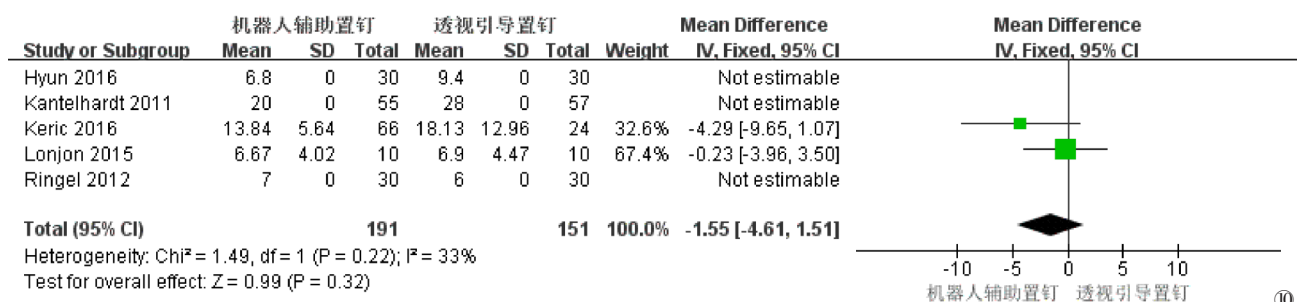 机器人辅助置钉 透视引导置钉 Mean Difference Mean Difference
Study or Subgroup Mean SD Total Mean SD Total Weight IV, Fixed, 95% CI IV, Fixed, 95% CI
Hyun 2016 6.8 0 30 9.4 0 30 Not estimable
Kantelhardt 2011 20 0 55 28 0 57 Not estimable
Keric 2016 13.84 5.64 66 18.13 12.96 24 32.6% -4.29 [-9.65, 1.07]
Lonjon 2015 6.67 4.02 10 6.9 4.47 10 67.4% -0.23 [-3.96, 3.50]
Ringel 2012 7 0 30 6 0 30 Not estimable
Total (95% CI) 191 151 100.0% -1.55 [-4.61, 1.51]
Heterogeneity: Chi² = 1.49, df = 1 (P = 0.22); I² = 33%
Test for overall effect: Z = 0.99 (P = 0.32)
-10 -5 0 5 10
机器人辅助置钉 透视引导置钉
⑩